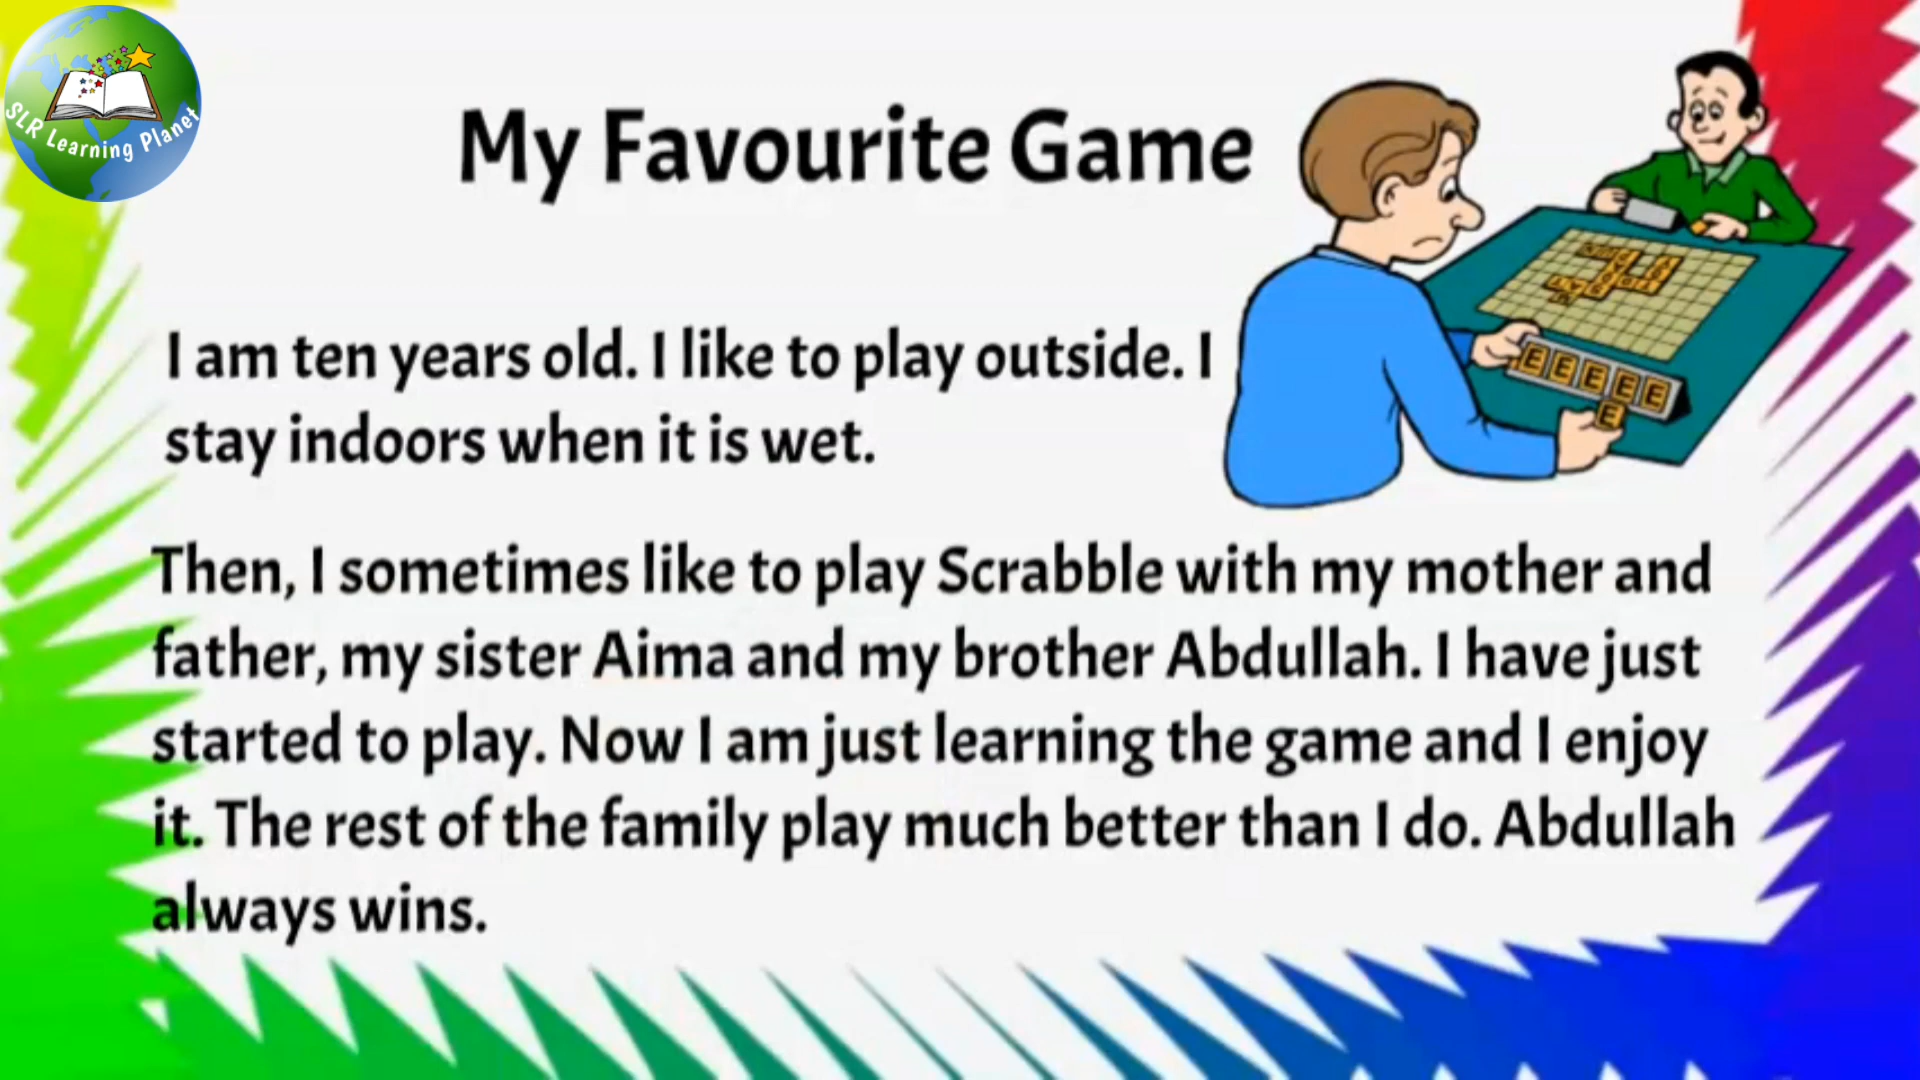 SLR Learning Planet
My Favourite Game
I am ten years old. I like to play outside. I
stay indoors when it is wet.
E E E E E
E
Then, I sometimes like to play Scrabble with my mother and
father, my sister Aima and my brother Abdullah. I have just
started to play. Now I am just learning the game and I enjoy
it. The rest of the family play much better than I do. Abdullah
always wins.